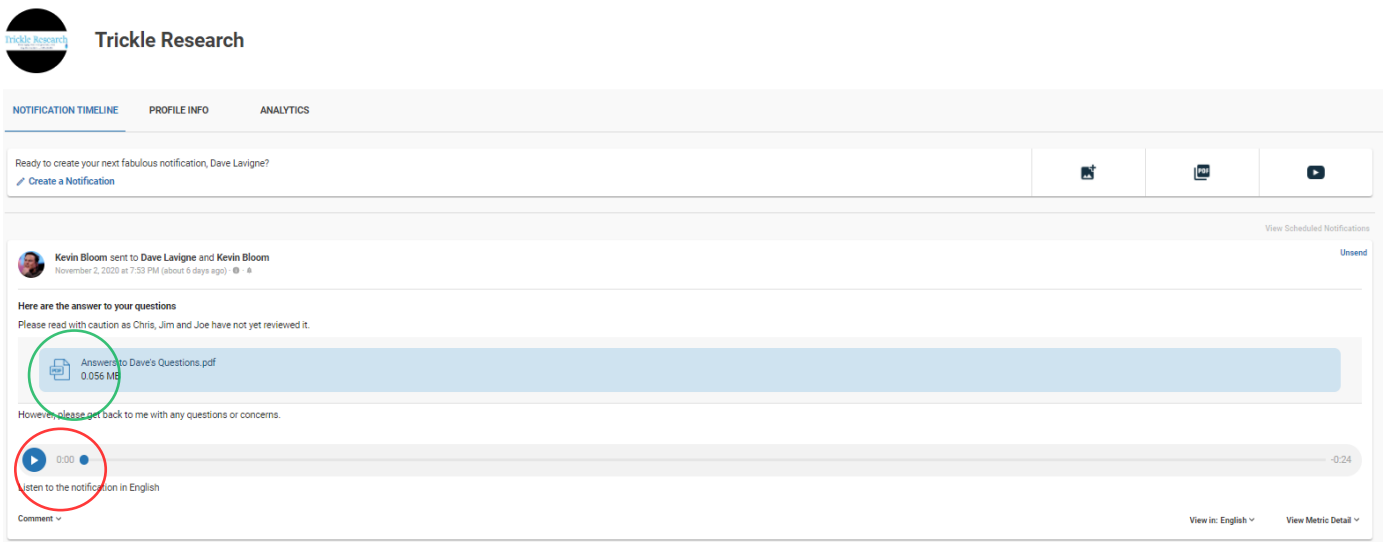 Trickle Research
Trickle Research
NOTIFICATION TIMELINE PROFILE INFO ANALYTICS
Ready to create your next fabulous notification, Dave Lavigne?
Create a Notification
PDF
View Scheduled Notifications
Kevin Bloom sent to Dave Lavigne and Kevin Bloom
Unsend
November 2, 2020 at 7:53 PM (about 6 days ago)
Here are the answer to your questions
Please read with caution as Chris, Jim and Joe have not yet reviewed it.
Answers to Dave's Questions.pdf
PDF
0.056 MB
However, please get back to me with any questions or concerns.
0:00 -0:24
Listen to the notification in English
Comment View in: English View Metric Detail